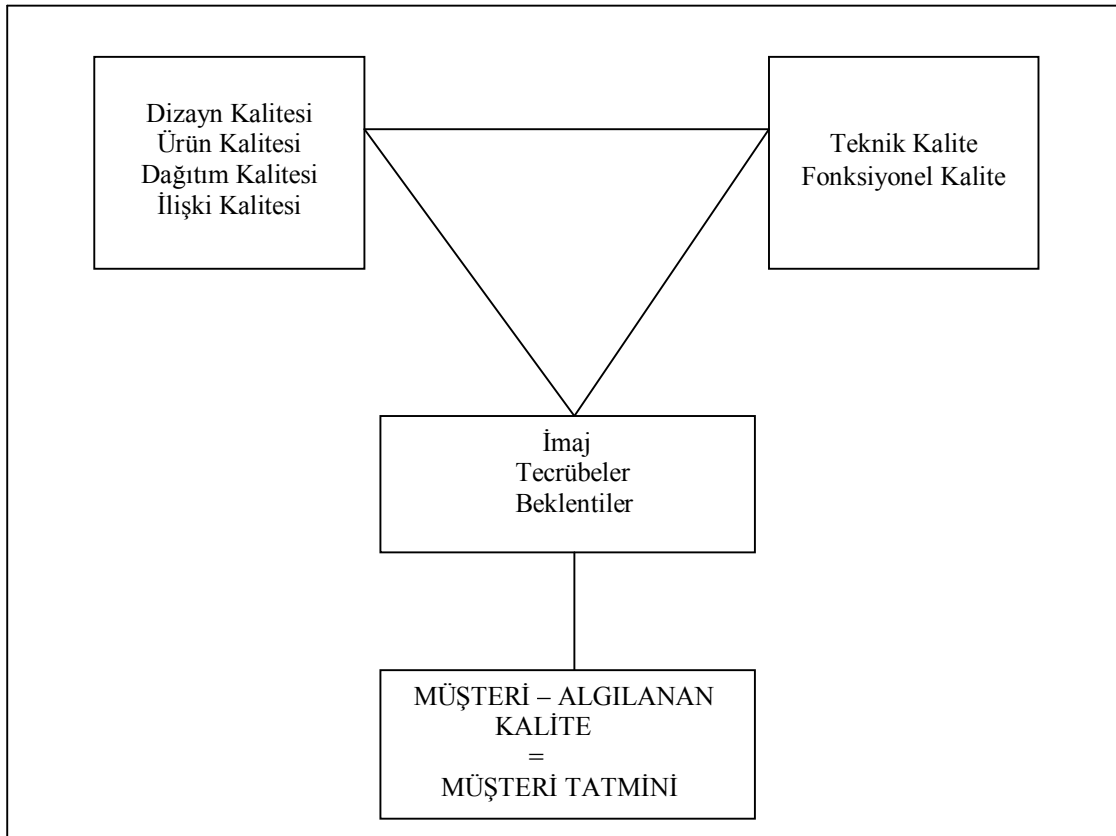 Dizayn Kalitesi
Ürün Kalitesi
Dağıtım Kalitesi
İlişki Kalitesi
Teknik Kalite
Fonksiyonel Kalite
İmaj
Tecrübeler
Beklentiler
MÜŞTERİ – ALGILANAN
KALİTE
=
MÜŞTERİ TATMİNİ